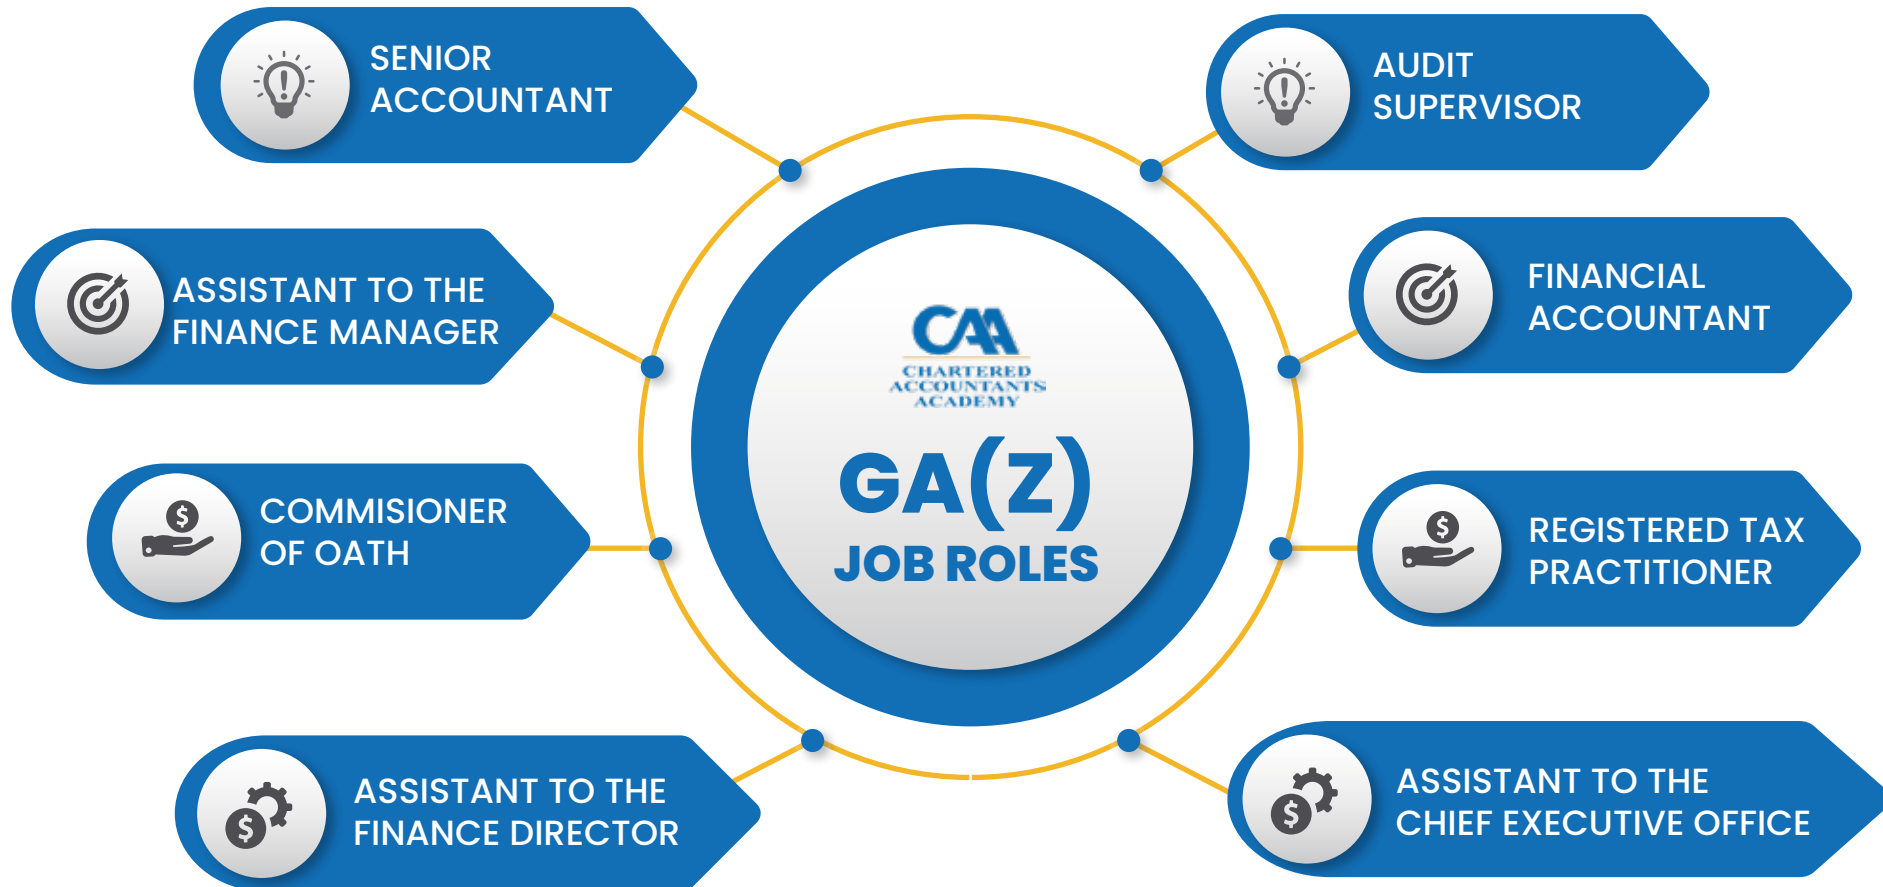 SENIOR
ACCOUNTANT
AUDIT
SUPERVISOR
ASSISTANT TO THE
FINANCE MANAGER
FINANCIAL
ACCOUNTANT
CAA
CHARTERED
ACCOUNTANTS
ACADEMY
GA(Z)
JOB ROLES
COMMISIONER
OF OATH
REGISTERED TAX
PRACTITIONER
ASSISTANT TO THE
FINANCE DIRECTOR
ASSISTANT TO THE
CHIEF EXECUTIVE OFFICE